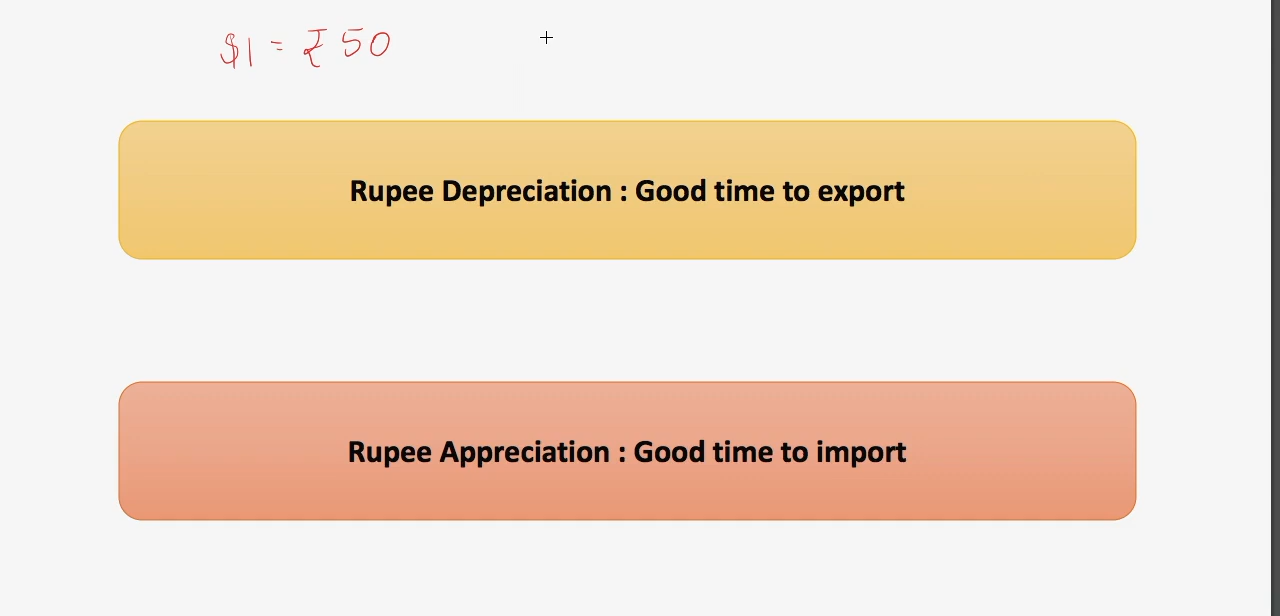 $1 = ₹ 50
Rupee Depreciation : Good time to export
Rupee Appreciation : Good time to import